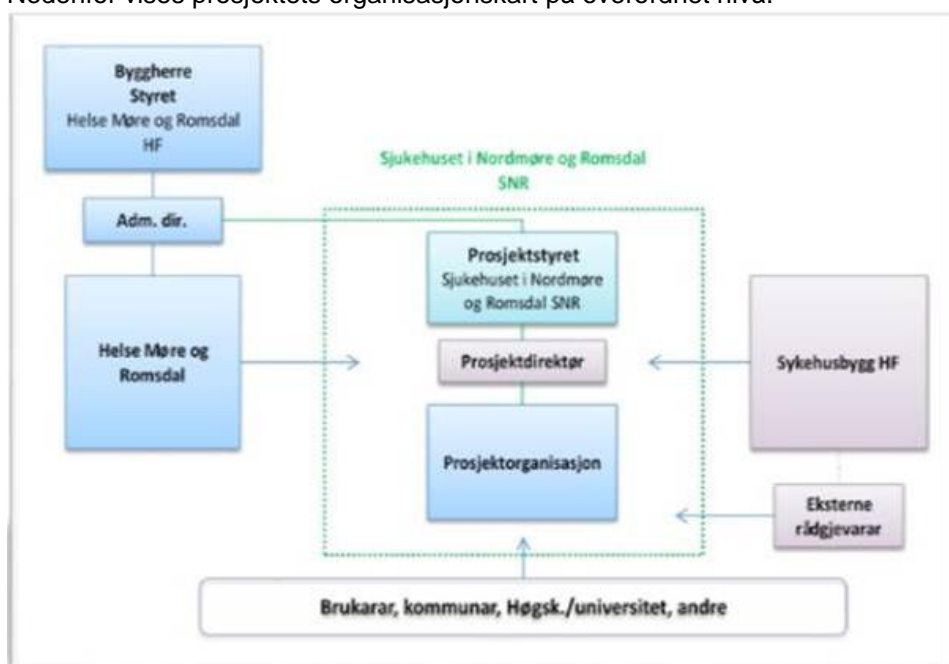 Nedenfor vises prosjektets organisasjonskart på overordnet nivå.
Byggherre
Styret
Helse Møre og Romsdal
HF
Adm. dir.
Helse Møre og
Romsdal
Sjukehuset i Nordmøre og Romsdal
SNR
Prosjektstyret
Sjukehuset i Nordmøre
og Romsdal SNR
Prosjektdirektør
Prosjektorganisasjon
Sykehusbygg HF
Eksterne
rådgjevarar
Brukarar, kommunar, Høgsk./universitet, andre